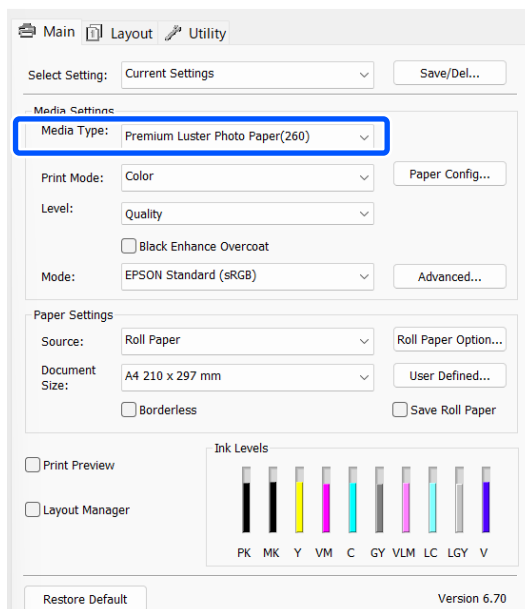 Main Layout Utility
Select Setting: Current Settings Save/Del...
Media Settings
Media Type: Premium Luster Photo Paper(260)
Print Mode: Color Paper Config...
Level: Quality
Black Enhance Overcoat
Mode: EPSON Standard (sRGB) Advanced...
Paper Settings
Source: Roll Paper Roll Paper Option...
Document
Size: A4 210 x 297 mm User Defined...
Borderless Save Roll Paper
Ink Levels
Print Preview
Layout Manager
PK MK Y VM C GY VLM LC LGY V
Restore Default Version 6.70